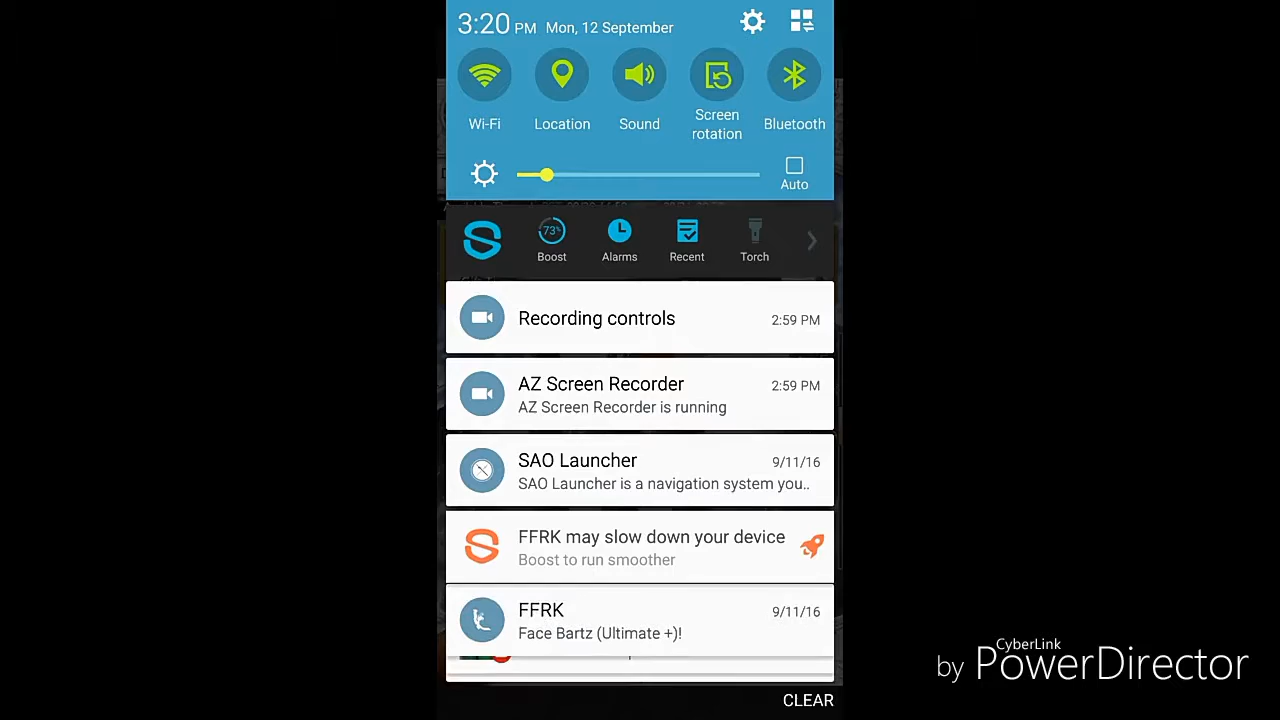 3:20 PM Mon, 12 September
Wi-Fi
Location
Sound
Screen
rotation
Bluetooth
Auto
73%
Boost
Alarms
Recent
Torch
Recording controls
2:59 PM
AZ Screen Recorder
2:59 PM
AZ Screen Recorder is running
SAO Launcher
9/11/16
SAO Launcher is a navigation system you..
FFRK may slow down your device
Boost to run smoother
FFRK
9/11/16
Face Bartz (Ultimate +)!
CLEAR
CyberLink
by PowerDirector